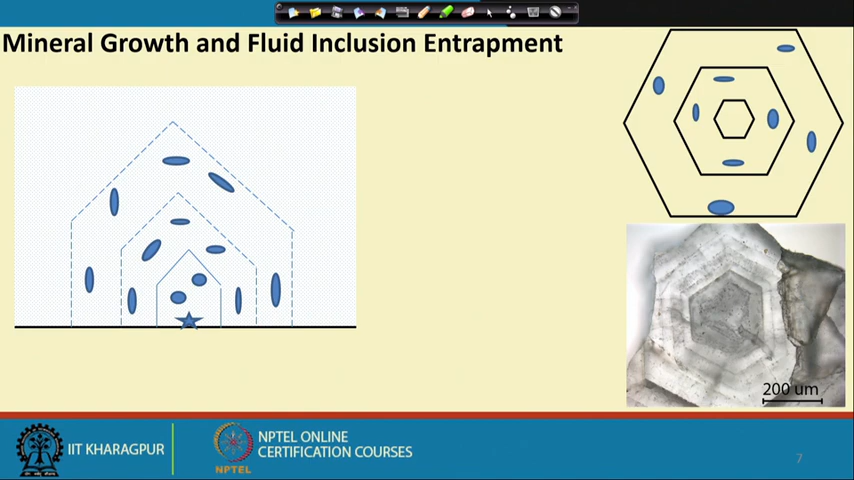 Mineral Growth and Fluid Inclusion Entrapment
200 um
IIT KHARAGPUR
NPTEL
NPTEL ONLINE
CERTIFICATION COURSES
7